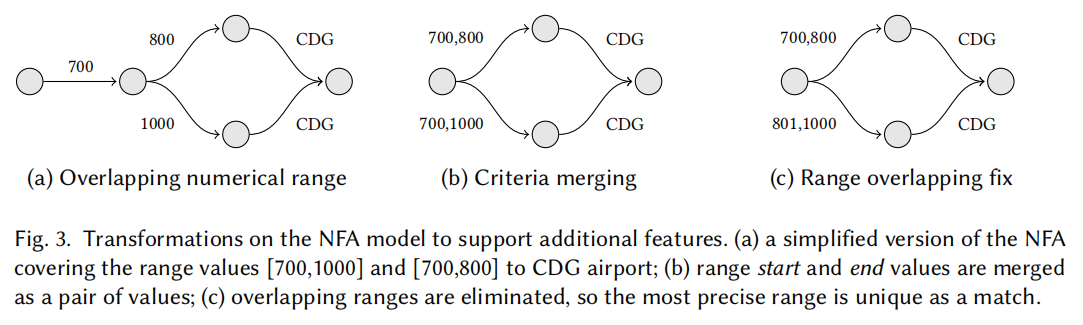 800
CDG
700
1000
CDG
(a) Overlapping numerical range
700,800
CDG
700,1000
CDG
(b) Criteria merging
700,800
CDG
801,1000
CDG
(c) Range overlapping fix
Fig. 3. Transformations on the NFA model to support additional features. (a) a simplified version of the NFA
covering the range values [700,1000] and [700,800] to CDG airport; (b) range start and end values are merged
as a pair of values; (c) overlapping ranges are eliminated, so the most precise range is unique as a match.